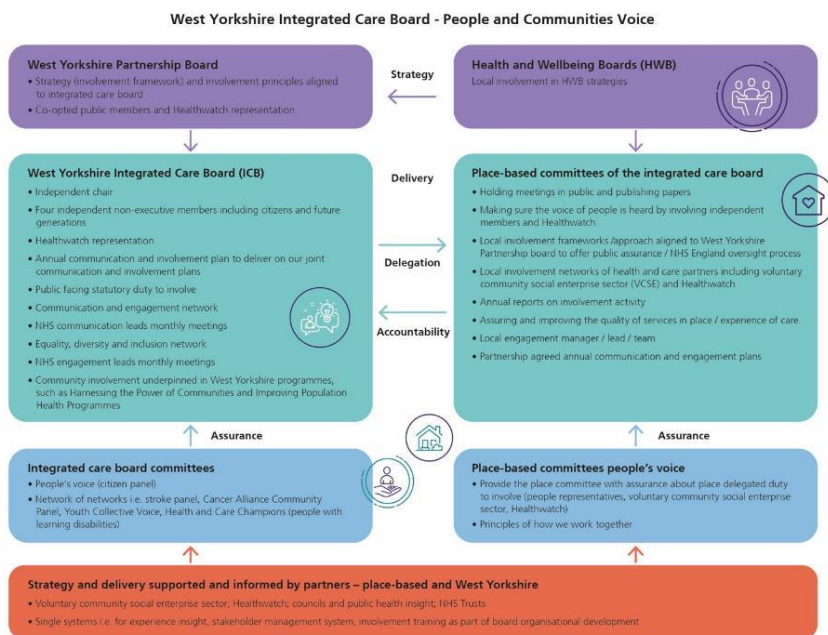 West Yorkshire Integrated Care Board - People and Communities Voice
West Yorkshire Partnership Board
• Strategy (involvement framework) and involvement principles aligned
to integrated care board
• Co-opted public members and Healthwatch representation
Strategy
Health and Wellbeing Boards (HWB)
Local involvement in HWB strategies
West Yorkshire Integrated Care Board (ICB)
• Independent chair
• Four independent non-executive members including citizens and future
generations
• Healthwatch representation
• Annual communication and involvement plan to deliver on our joint
communication and involvement plans
• Public facing statutory duty to involve
• Communication and engagement network
• NHS communication leads monthly meetings
• Equality, diversity and inclusion network
• NHS engagement leads monthly meetings
• Community involvement underpinned in West Yorkshire programmes,
such as Harnessing the Power of Communities and Improving Population
Health Programmes
Delivery
Delegation
Accountability
Place-based committees of the integrated care board
• Holding meetings in public and publishing papers
• Making sure the voice of people is heard by involving independent
members and Healthwatch.
• Local involvement frameworks /approach aligned to West Yorkshire
Partnership board to offer public assurance / NHS England oversight process
• Local involvement networks of health and care partners including voluntary
community social enterprise sector (VCSE) and Healthwatch
• Annual reports on involvement activity
• Assuring and improving the quality of services in place / experience of care.
• Local engagement manager / lead / team
• Partnership agreed annual communication and engagement plans
Assurance
Assurance
Integrated care board committees
• People's voice (citizen panel)
• Network of networks i.e. stroke panel, Cancer Alliance Community
Panel, Youth Collective Voice, Health and Care Champions (people with
learning disabilities)
Place-based committees people's voice
• Provide the place committee with assurance about place delegated duty
to involve (people representatives, voluntary community social enterprise
sector, Healthwatch)
• Principles of how we work together
Strategy and delivery supported and informed by partners – place-based and West Yorkshire
• Voluntary community social enterprise sector; Healthwatch; councils and public health insight; NHS Trusts
• Single systems i.e. for experience insight, stakeholder management system, involvement training as part of board organisational development